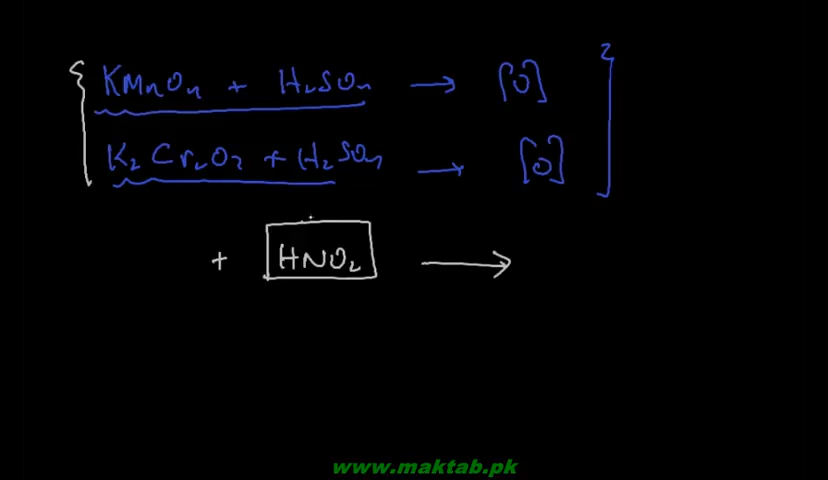 KMnO₄ + H₂SO₄ → [O]
K₂Cr₂O₇ + H₂SO₄ → [O]
+ HNO₂ →
www.maktab.pk